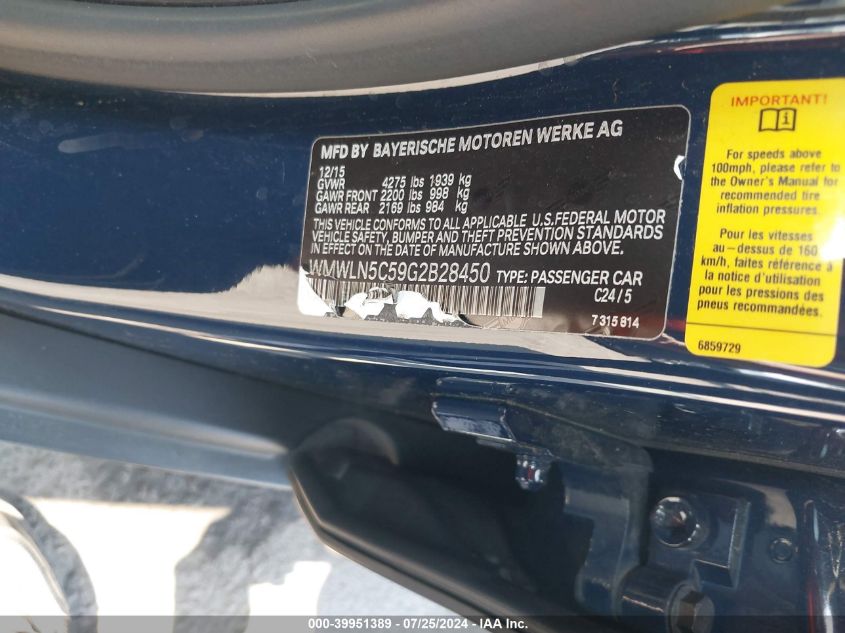 MFD BY BAYERISCHE MOTOREN WERKE AG
12/15
GVWR 4275 lbs 1939 kg
GAWR FRONT 2200 lbs 998 kg
GAWR REAR 2169 lbs 984 kg
THIS VEHICLE CONFORMS TO ALL APPLICABLE U.S.FEDERAL MOTOR
VEHICLE SAFETY, BUMPER AND THEFT PREVENTION STANDARDS
IN EFFECT ON THE DATE OF MANUFACTURE SHOWN ABOVE.
WMWLN5C59G2B28450 TYPE: PASSENGER CAR
C24/5
7 315 814
IMPORTANT!
For speeds above
100mph, please refer to
the Owner's Manual for
recommended tire
inflation pressures.
Pour les vitesses
au-dessus de 160
km/h, faites référence à
la notice d'utilisation
pour les pressions des
pneus recommandées.
6859729
000-39951389 - 07/25/2024 - IAA Inc.